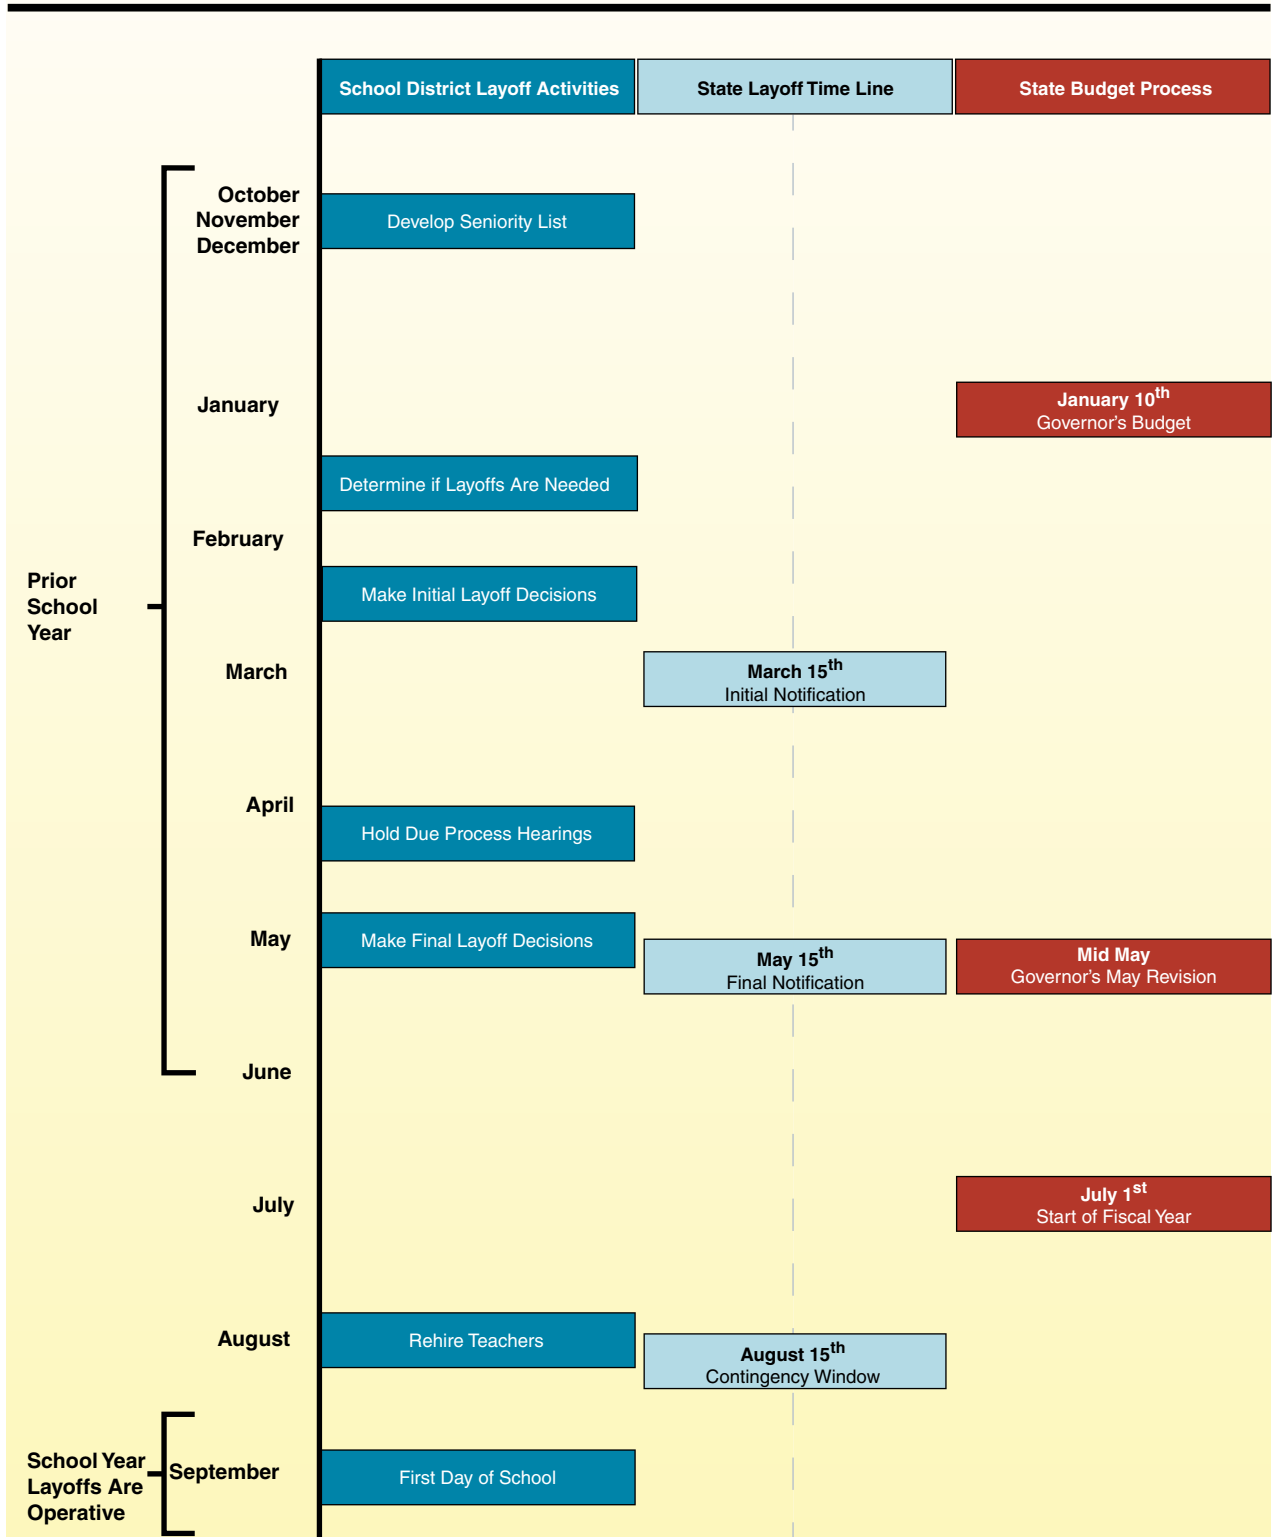 School District Layoff Activities
State Layoff Time Line
State Budget Process
October
November
December
Develop Seniority List
January
January 10th
Governor's Budget
Determine if Layoffs Are Needed
February
Make Initial Layoff Decisions
Prior
School
Year
March
March 15th
Initial Notification
April
Hold Due Process Hearings
May
Make Final Layoff Decisions
May 15th
Final Notification
Mid May
Governor's May Revision
June
July
July 1st
Start of Fiscal Year
August
Rehire Teachers
August 15th
Contingency Window
School Year
Layoffs Are
Operative
September
First Day of School